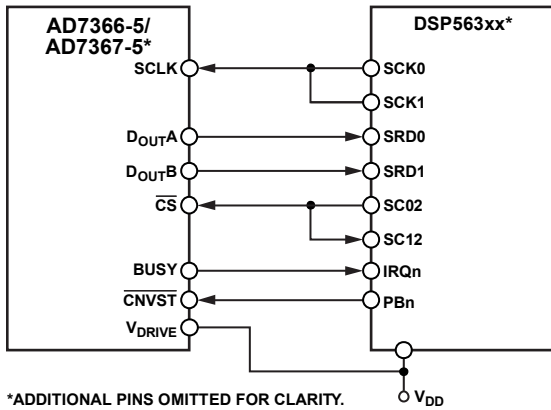 AD7366-5/
AD7367-5*
DSP563xx*
SCLK
SCK0
SCK1
DOUTA
SRD0
DOUTB
SRD1
CS
SC02
SC12
BUSY
IRQn
CNVST
PBn
VDRIVE
*ADDITIONAL PINS OMITTED FOR CLARITY.
VDD